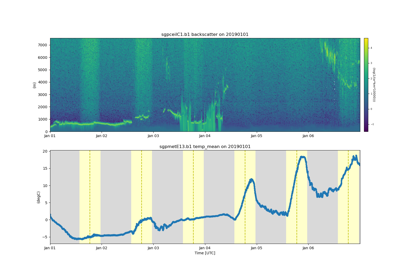 sgpceilC1.b1 backscatter on 20190101
7000
6000
5000
4000
3000
2000
1000
0
(m)
Jan 01 Jan 02 Jan 03 Jan 04 Jan 05 Jan 06
sgpmetE13.b1 temp_mean on 20190101
20
15
10
5
0
−5
(degC)
Jan 01 Jan 02 Jan 03 Jan 04 Jan 05 Jan 06
Time [UTC]